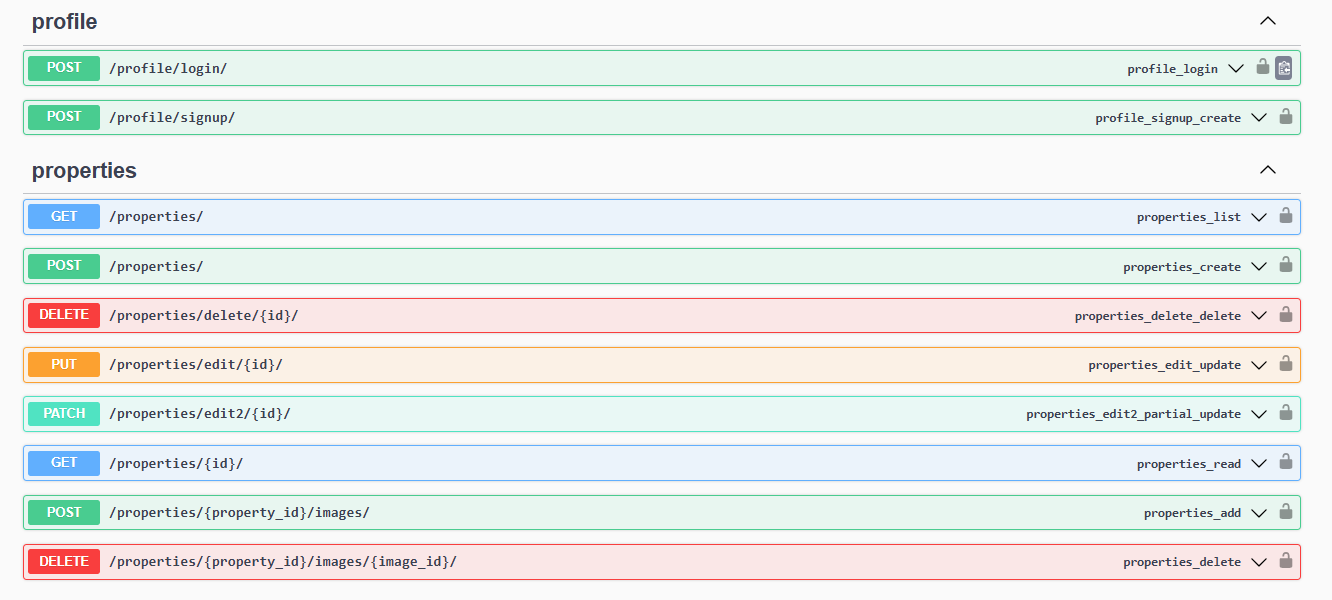 profile
POST /profile/login/ profile_login
POST /profile/signup/ profile_signup_create
properties
GET /properties/ properties_list
POST /properties/ properties_create
DELETE /properties/delete/{id}/ properties_delete_delete
PUT /properties/edit/{id}/ properties_edit_update
PATCH /properties/edit2/{id}/ properties_edit2_partial_update
GET /properties/{id}/ properties_read
POST /properties/{property_id}/images/ properties_add
DELETE /properties/{property_id}/images/{image_id}/ properties_delete